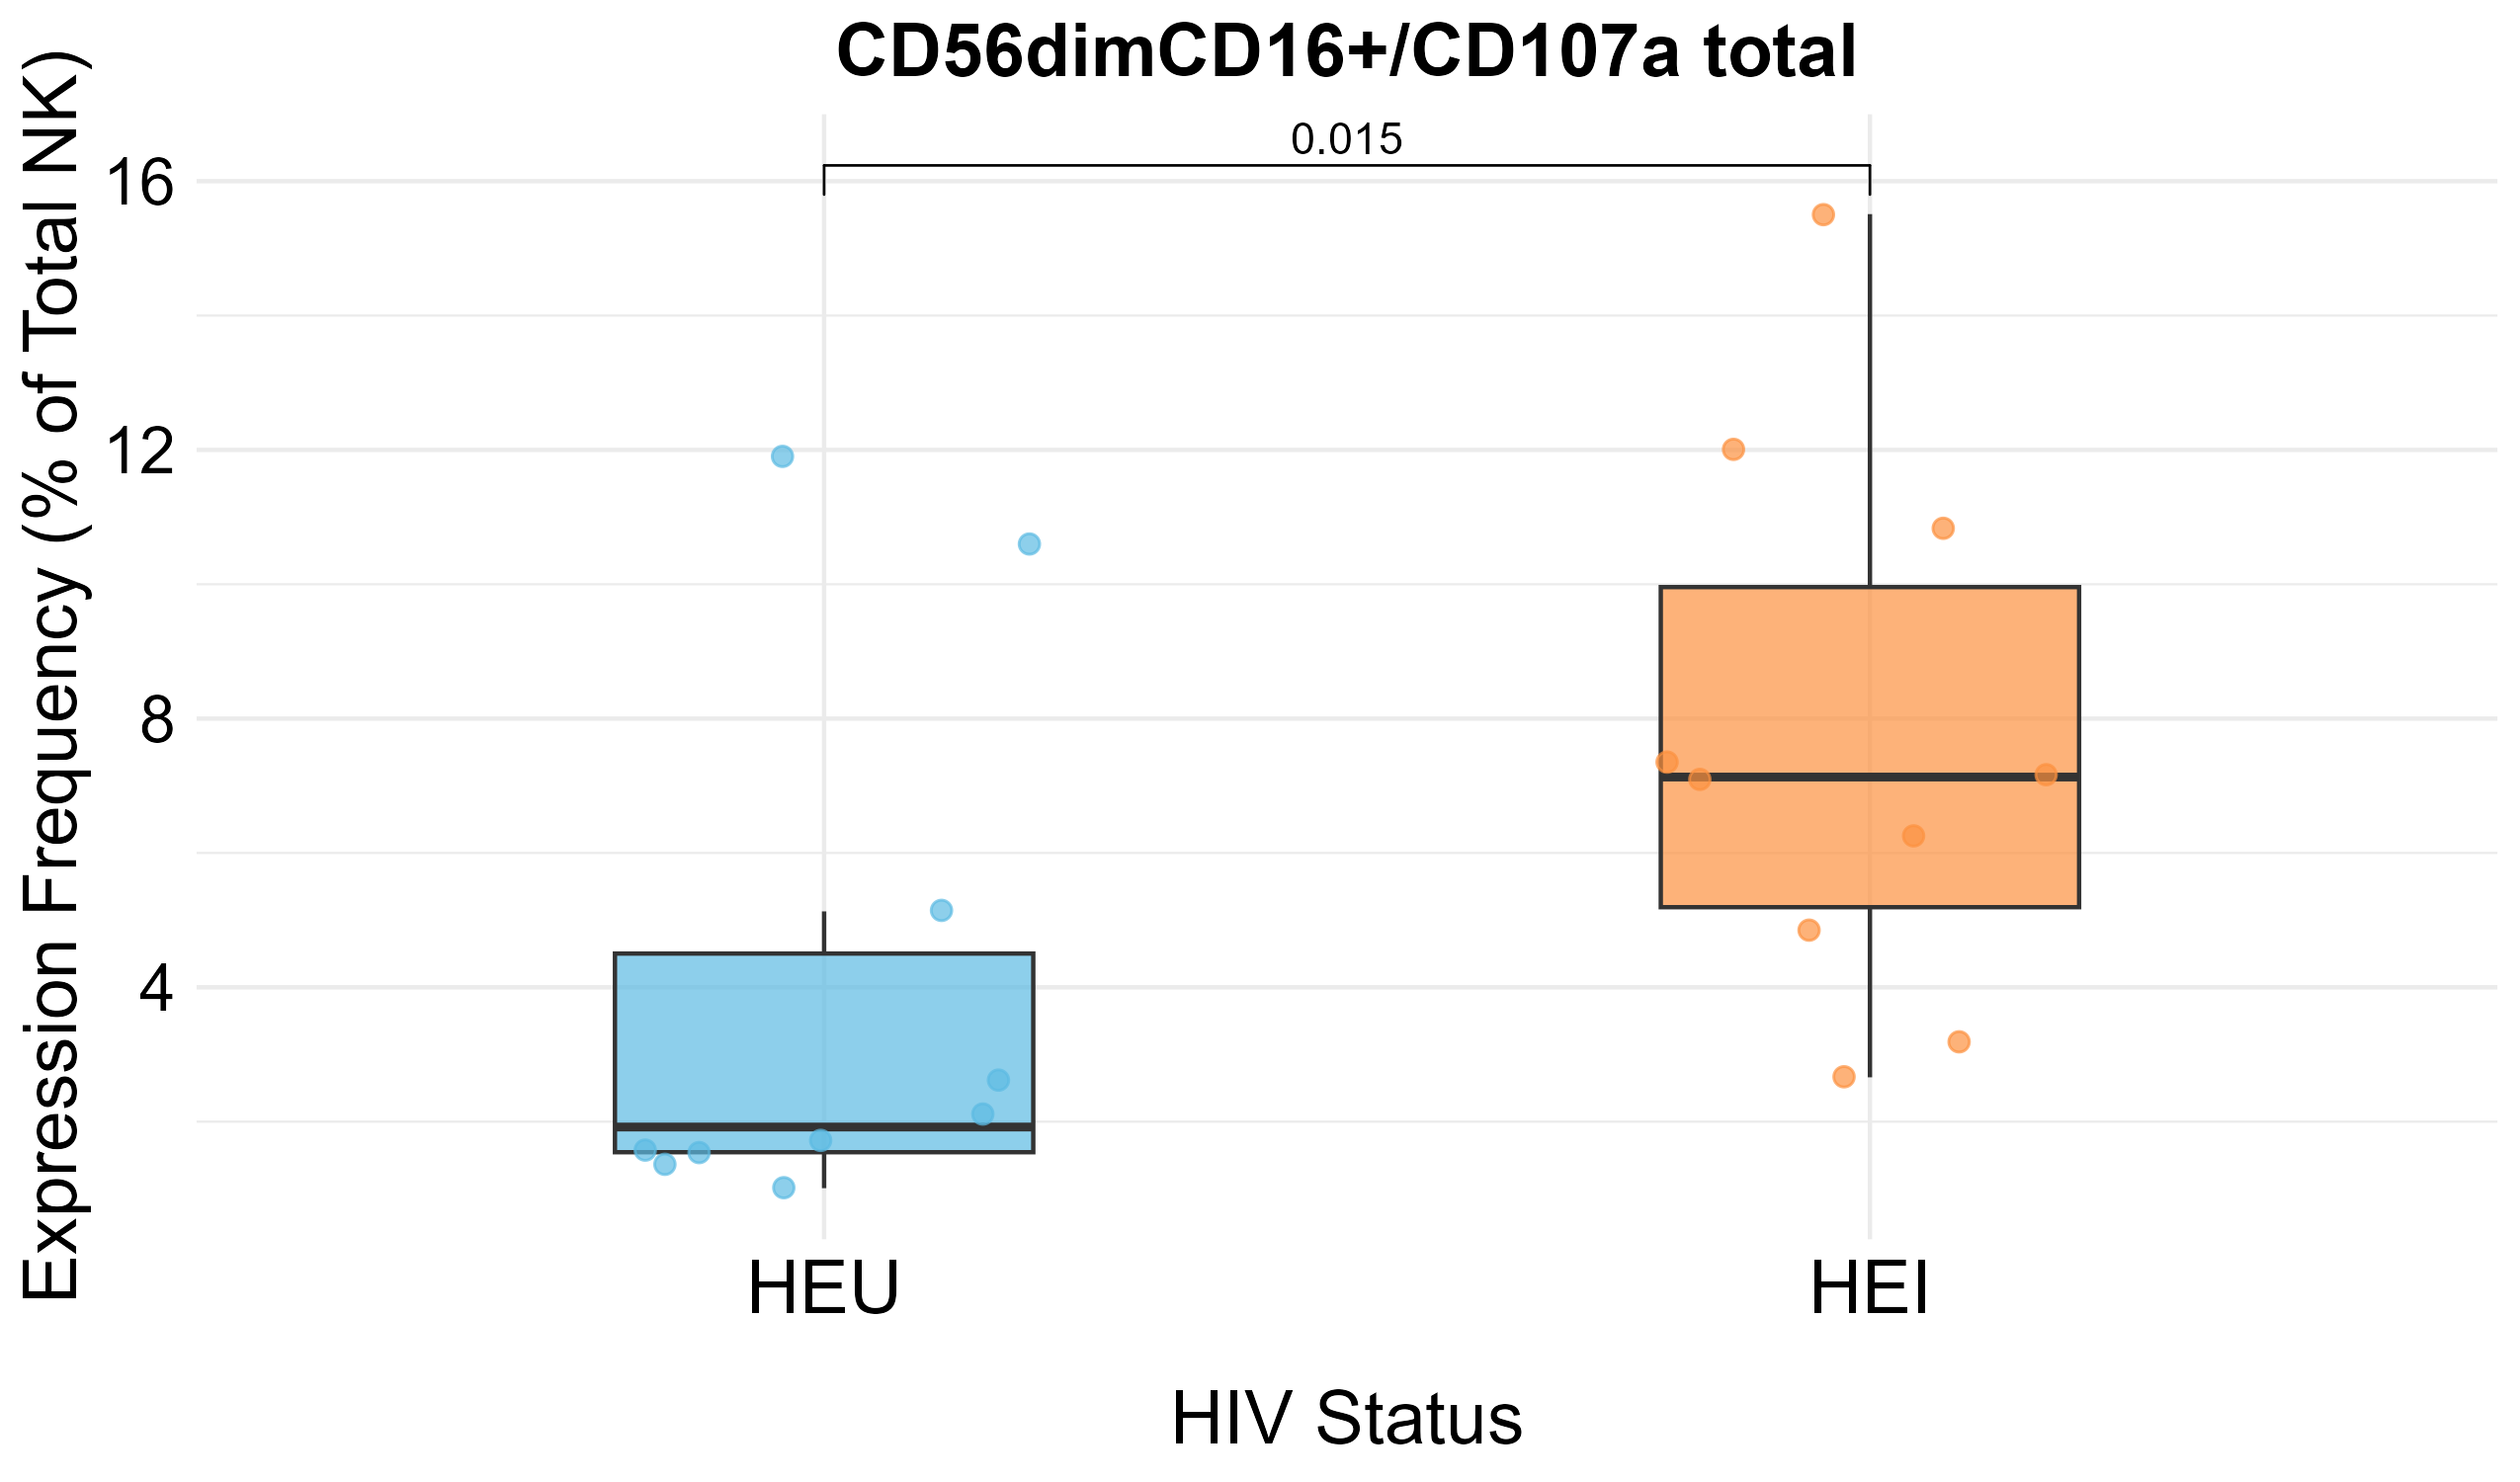 CD56dimCD16+/CD107a total
0.015
Expression Frequency (% of Total NK)
16
12
8
4
HEU
HEI
HIV Status